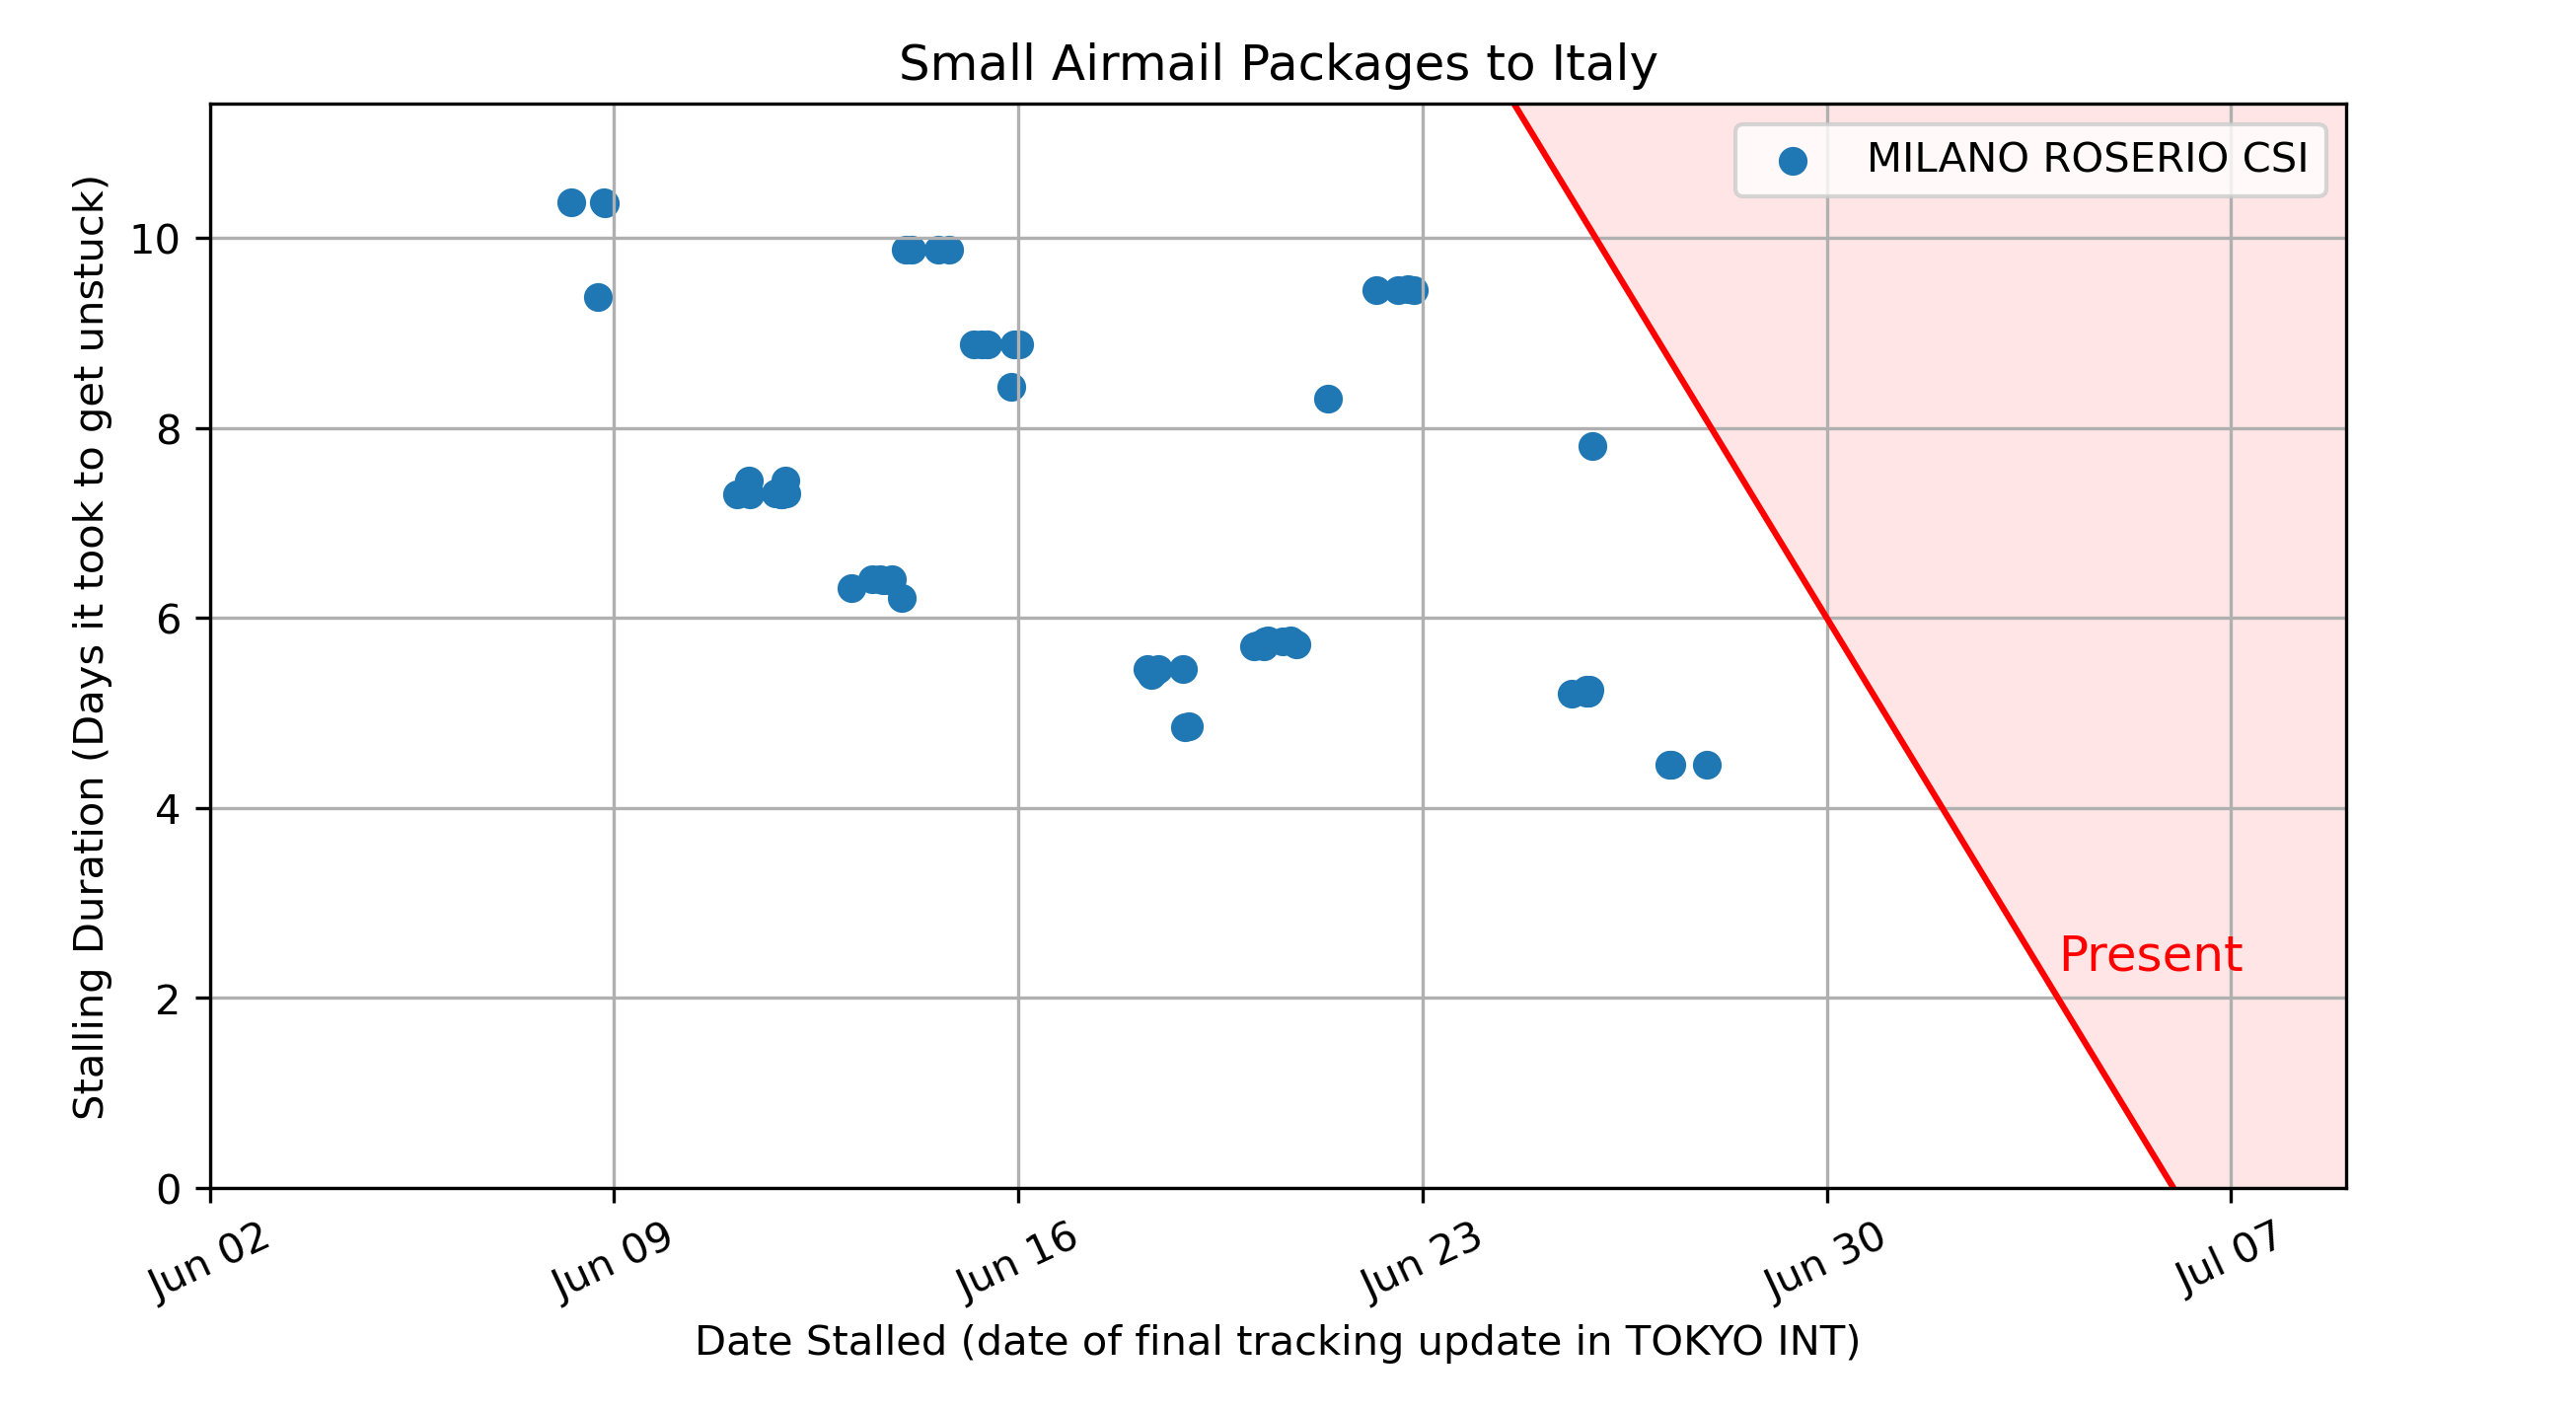 Small Airmail Packages to Italy
MILANO ROSERIO CSI
Stalling Duration (Days it took to get unstuck)
10
8
6
4
2
0
Present
Jun 02
Jun 09
Jun 16
Jun 23
Jun 30
Jul 07
Date Stalled (date of final tracking update in TOKYO INT)